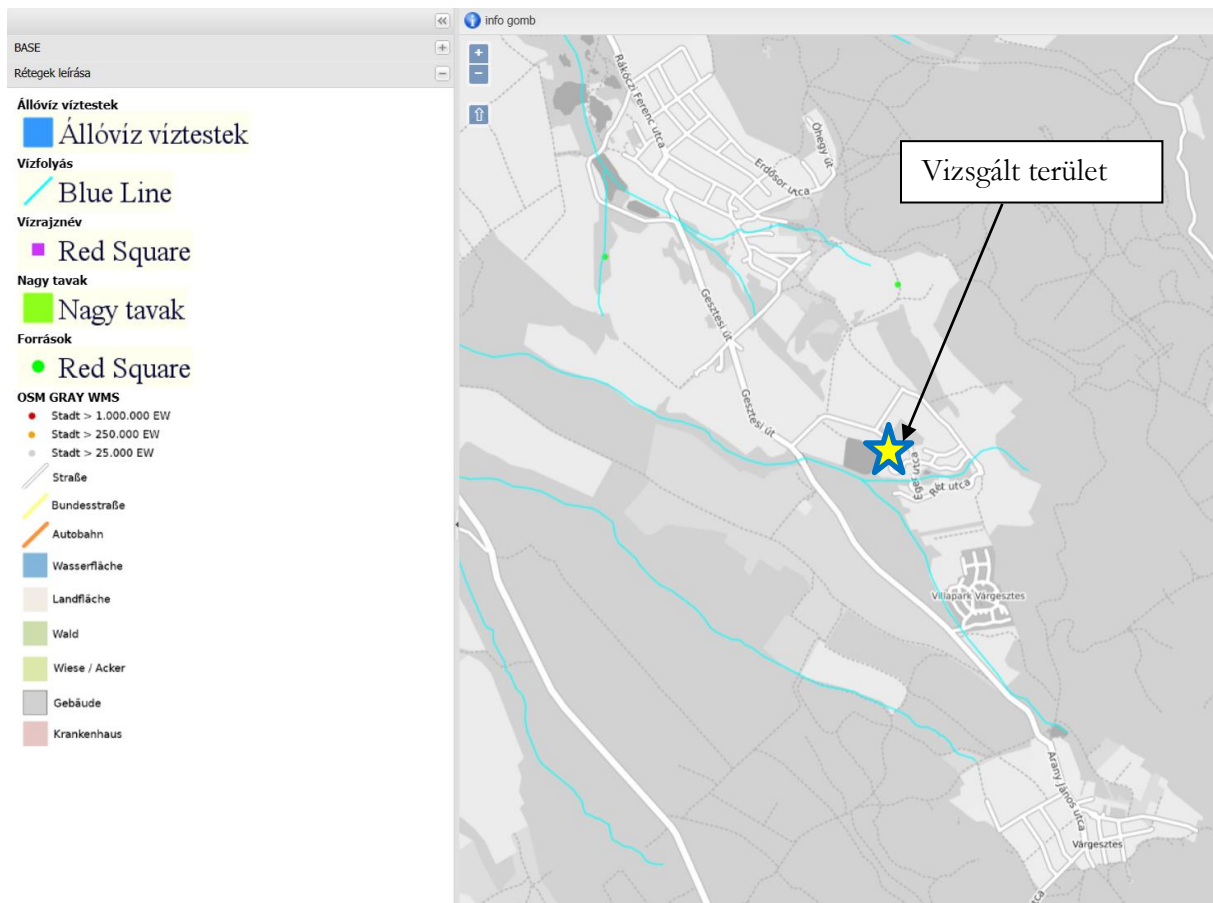 info gomb
BASE
Rétegek leírása
Állóvíz víztestek
Állóvíz víztestek
Vízfolyás
Blue Line
Vízrajznév
Red Square
Nagy tavak
Nagy tavak
Források
Red Square
OSM GRAY WMS
Stadt > 1.000.000 EW
Stadt > 250.000 EW
Stadt > 25.000 EW
Straße
Bundesstraße
Autobahn
Wasserfläche
Landfläche
Wald
Wiese / Acker
Gebäude
Krankenhaus
Rákóczi Ferenc utca
Óhegy út
Erdősor utca
Vizsgált terület
Gesztesi út
Gesztesi út
Eger utca
utca
Villapark Várgesztes
Arany János utca
Várgesztes